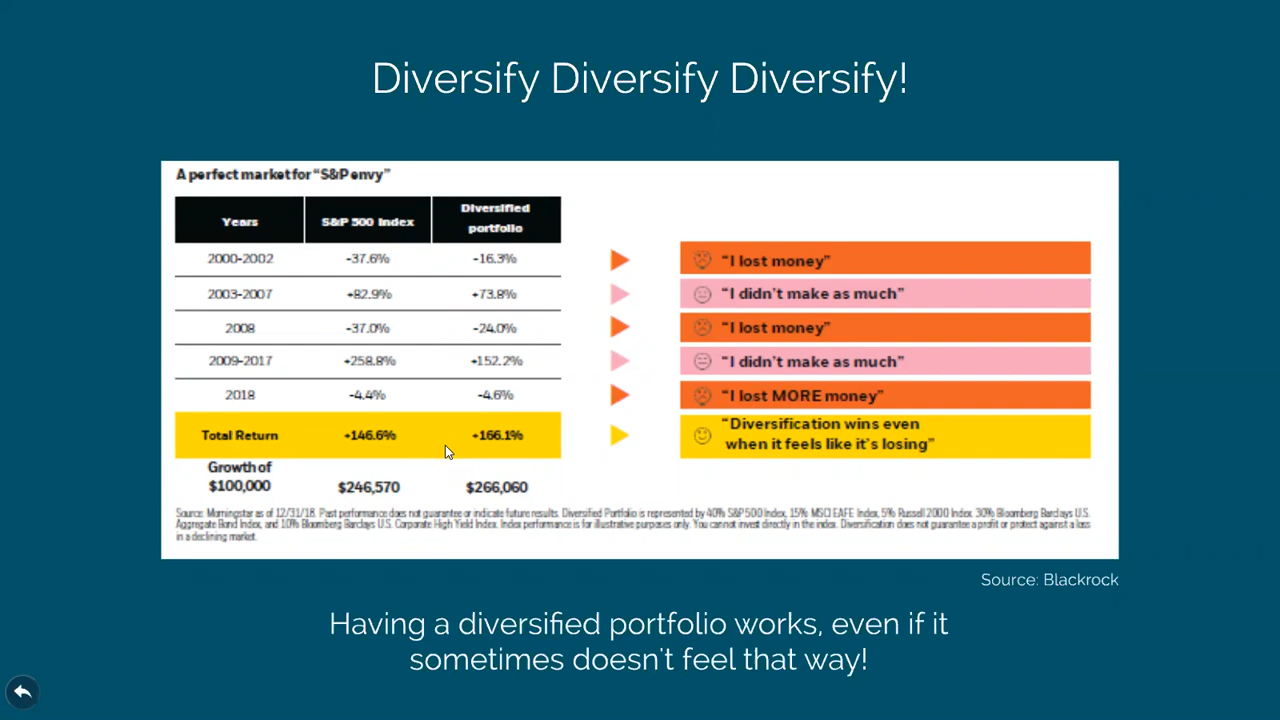 Diversify Diversify Diversify!
A perfect market for “S&P envy”
Years S&P 500 Index Diversified portfolio
2000-2002 -37.6% -16.3% “I lost money”
2003-2007 +82.9% +73.8% “I didn’t make as much”
2008 -37.0% -24.0% “I lost money”
2009-2017 +258.8% +152.2% “I didn’t make as much”
2018 -4.4% -4.6% “I lost MORE money”
Total Return +146.6% +166.1% “Diversification wins even
when it feels like it’s losing”
Growth of
$100,000 $246,570 $266,060
Source: Morningstar as of 12/31/18. Past performance does not guarantee or indicate future results. Diversified Portfolio is represented by 40% S&P 500 Index, 15% MSCI EAFE Index, 5% Russell 2000 Index, 30% Bloomberg Barclays U.S.
Aggregate Bond Index, and 10% Bloomberg Barclays U.S. Corporate High Yield Index. Index performance is for illustrative purposes only. You cannot invest directly in the index. Diversification does not guarantee a profit or protect against a loss
in a declining market.
Source: Blackrock
Having a diversified portfolio works, even if it
sometimes doesn't feel that way!